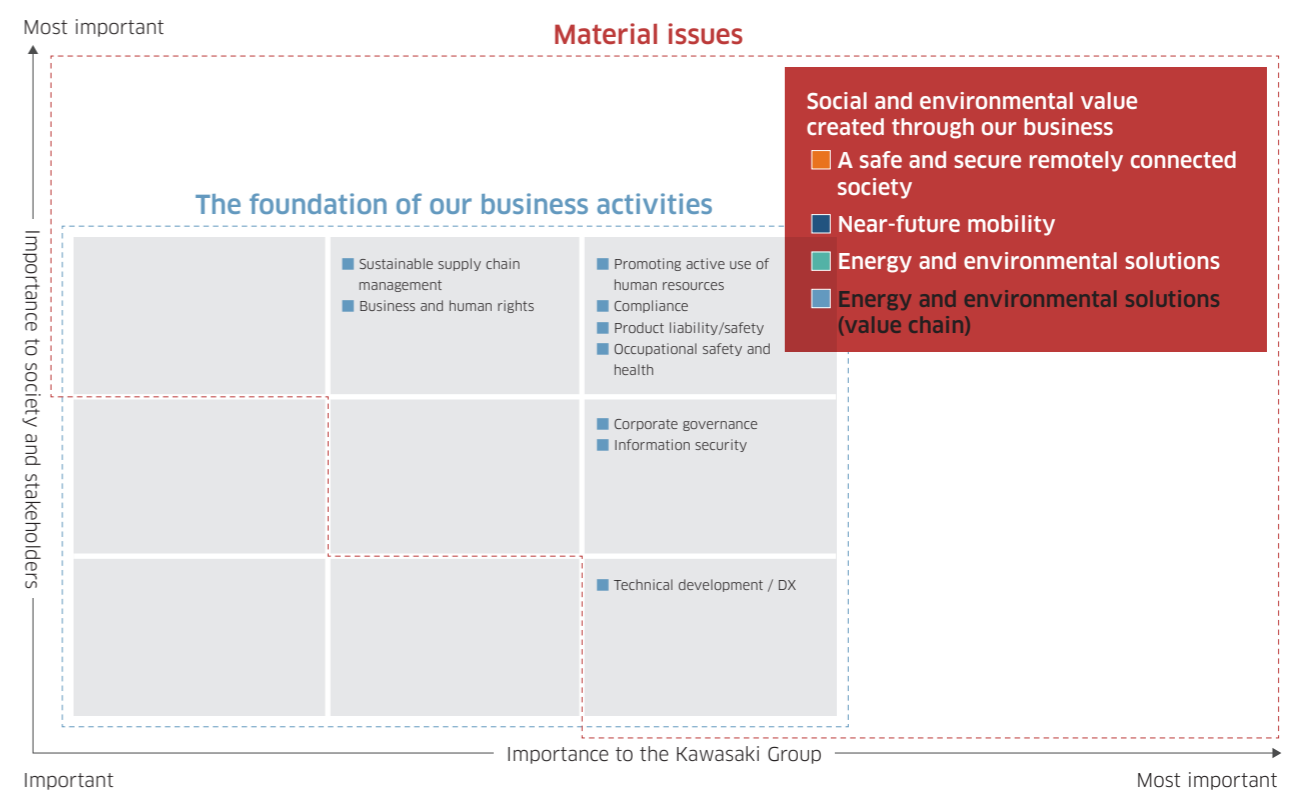 Most important
Material issues
Social and environmental value
created through our business
A safe and secure remotely connected
society
Near-future mobility
Energy and environmental solutions
Energy and environmental solutions
(value chain)
The foundation of our business activities
Sustainable supply chain
management
Business and human rights
Promoting active use of
human resources
Compliance
Product liability/safety
Occupational safety and
health
Corporate governance
Information security
Technical development / DX
Importance to society and stakeholders
Importance to the Kawasaki Group
Important
Most important